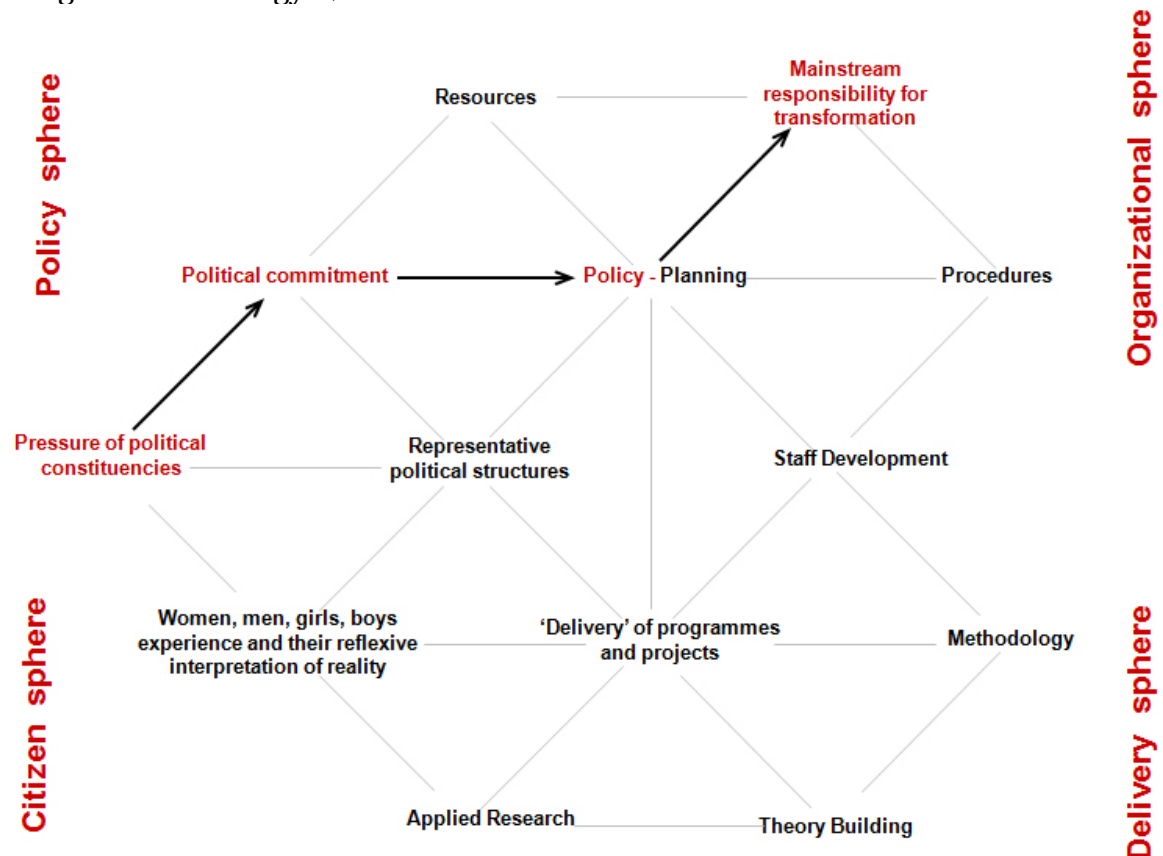 Policy sphere
Organizational sphere
Resources
Mainstream
responsibility for
transformation
Political commitment
Policy - Planning
Procedures
Pressure of political
constituencies
Representative
political structures
Staff Development
Citizen sphere
Delivery sphere
Women, men, girls, boys
experience and their reflexive
interpretation of reality
‘Delivery’ of programmes
and projects
Methodology
Applied Research
Theory Building